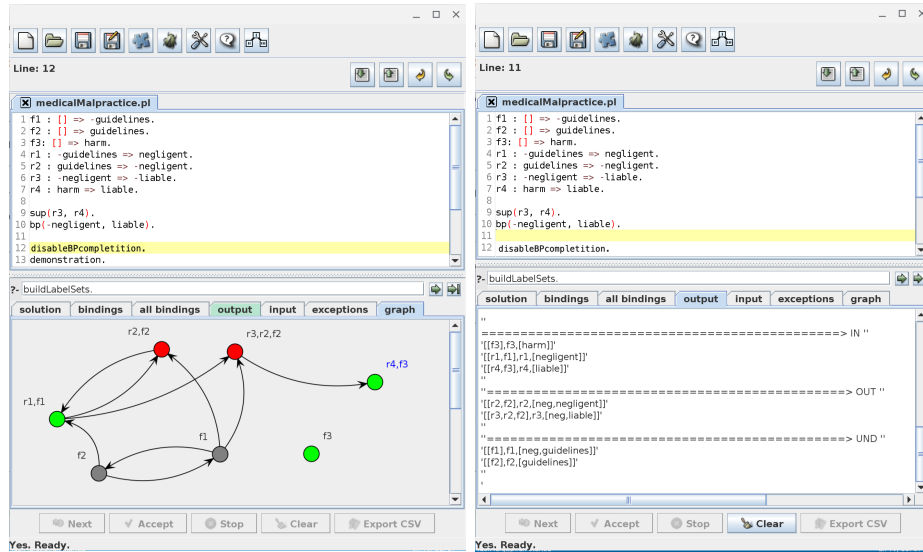 Line: 12
medicalMalpractice.pl
1 f1 : [] => -guidelines.
2 f2 : [] => guidelines.
3 f3: [] => harm.
4 r1 : -guidelines => negligent.
5 r2 : guidelines => -negligent.
6 r3 : -negligent => -liable.
7 r4 : harm => liable.
8
9 sup(r3, r4).
10 bp(-negligent, liable).
11
12 disableBPcompletition.
13 demonstration.
?- buildLabelSets.
solution bindings all bindings output input exceptions graph
r2,f2
r3,r2,f2
r4,f3
r1,f1
f1
f3
f2
Next Accept Stop Clear Export CSV
Yes. Ready.
Line: 11
medicalMalpractice.pl
1 f1 : [] => -guidelines.
2 f2 : [] => guidelines.
3 f3: [] => harm.
4 r1 : -guidelines => negligent.
5 r2 : guidelines => -negligent.
6 r3 : -negligent => -liable.
7 r4 : harm => liable.
8
9 sup(r3, r4).
10 bp(-negligent, liable).
11
12 disableBPcompletition.
?- buildLabelSets.
solution bindings all bindings output input exceptions graph
''
''==============================================> IN ''
'[[f3],f3,[harm]]'
'[[r1,f1],r1,[negligent]]'
'[[r4,f3],r4,[liable]]'
''
''==============================================> OUT ''
'[[r2,f2],r2,[neg,negligent]]'
'[[r3,r2,f2],r3,[neg,liable]]'
''
''==============================================> UND ''
'[[f1],f1,[neg,guidelines]]'
'[[f2],f2,[guidelines]]'
''
'
Next Accept Stop Clear Export CSV
Yes. Ready.